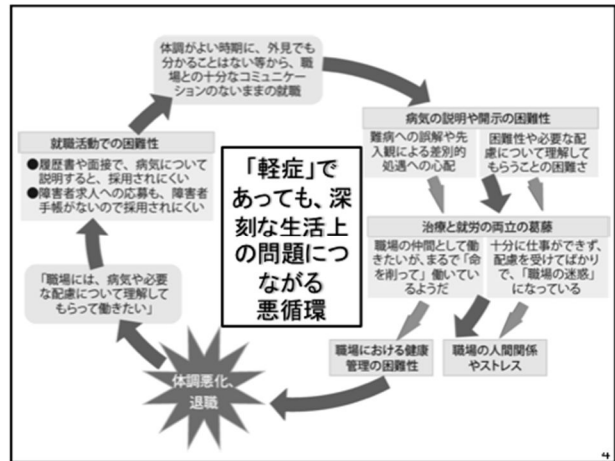 体調がよい時期に、外見でも
分かることはない等から、職
場との十分なコミュニケー
ションのないままの就職
病気の説明や開示の困難性
難病への誤解や先
入観による差別的
処遇への心配
困難性や必要な配
慮について理解して
もらうことの困難さ
治療と就労の両立の葛藤
職場の仲間として働
きたいが、まるで「命
を削って」働いてい
るようだ
十分に仕事ができず、
配慮を受けてばかり
で、「職場の迷惑」
になっている
職場における健康
管理の困難性
職場の人間関係
やストレス
体調悪化、
退職
「職場には、病気や必要
な配慮について理解して
もらって働きたい」
就職活動での困難性
●履歴書や面接で、病気について
説明すると、採用されにくい
●障害者求人への応募も、障害者
手帳がないので採用されにくい
「軽症」で
あっても、深
刻な生活上
の問題につ
ながる
悪循環
4